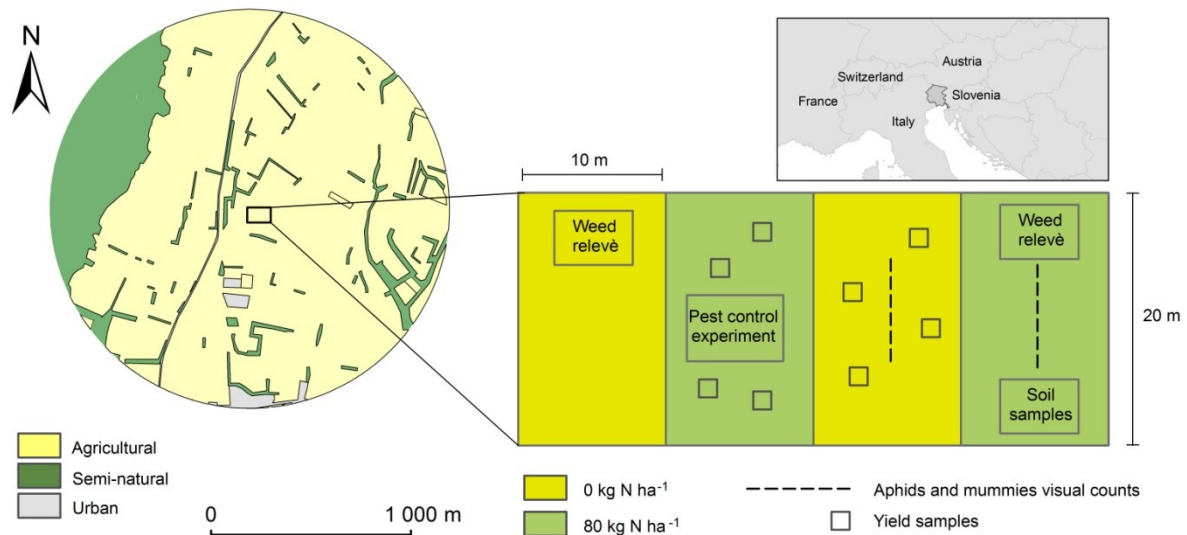 N
Austria
Switzerland
Slovenia
France
Italy
10 m
Weed
relevè
Weed
relevè
Pest control
experiment
20 m
Soil
samples
Agricultural
Semi-natural
Urban
0
1 000 m
0 kg N ha⁻¹
80 kg N ha⁻¹
Aphids and mummies visual counts
Yield samples